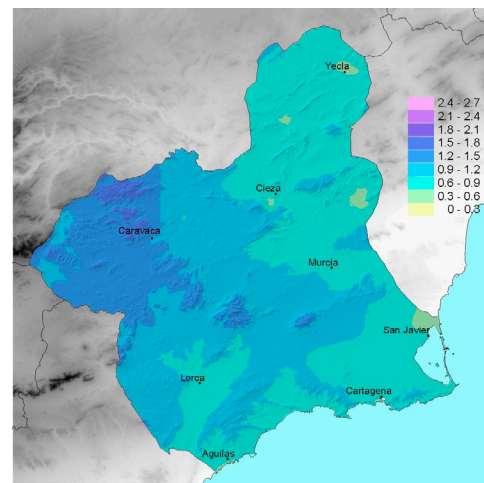 Yecla
2.4 - 2.7
2.1 - 2.4
1.8 - 2.1
1.5 - 1.8
1.2 - 1.5
0.9 - 1.2
0.6 - 0.9
0.3 - 0.6
0 - 0.3
Cieza
Caravaca
Murcia
San Javier
Lorca
Cartagena
Aguilas